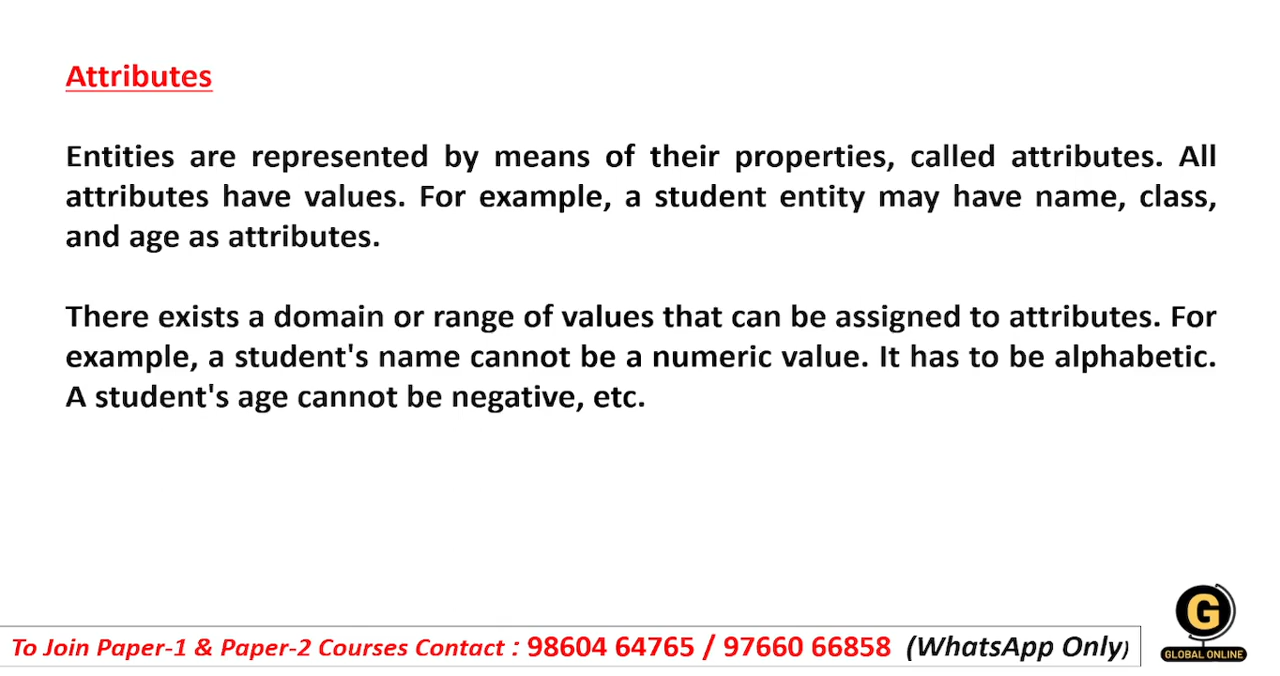 Attributes
Entities are represented by means of their properties, called attributes. All
attributes have values. For example, a student entity may have name, class,
and age as attributes.
There exists a domain or range of values that can be assigned to attributes. For
example, a student's name cannot be a numeric value. It has to be alphabetic.
A student's age cannot be negative, etc.
To Join Paper-1 & Paper-2 Courses Contact : 98604 64765 / 97660 66858 (WhatsApp Only)
G
GLOBAL ONLINE